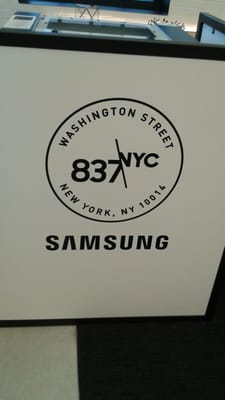 WASHINGTON STREET
837 NYC
NEW YORK, NY 10014
SAMSUNG